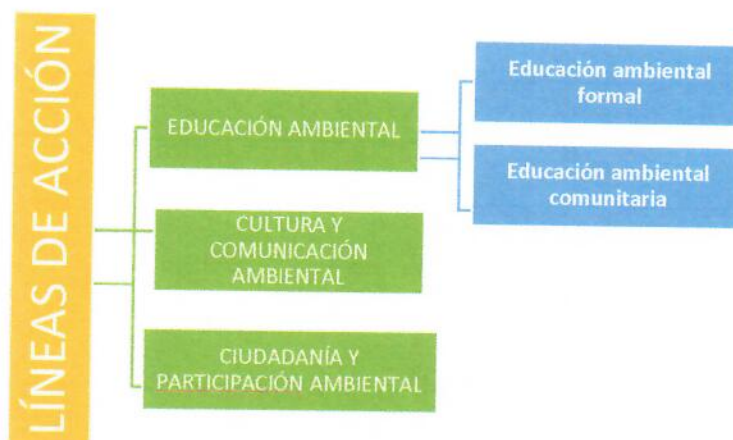 LÍNEAS DE ACCIÓN
EDUCACIÓN AMBIENTAL
Educación ambiental
formal
Educación ambiental
comunitaria
CULTURA Y
COMUNICACIÓN
AMBIENTAL
CIUDADANÍA Y
PARTICIPACIÓN AMBIENTAL